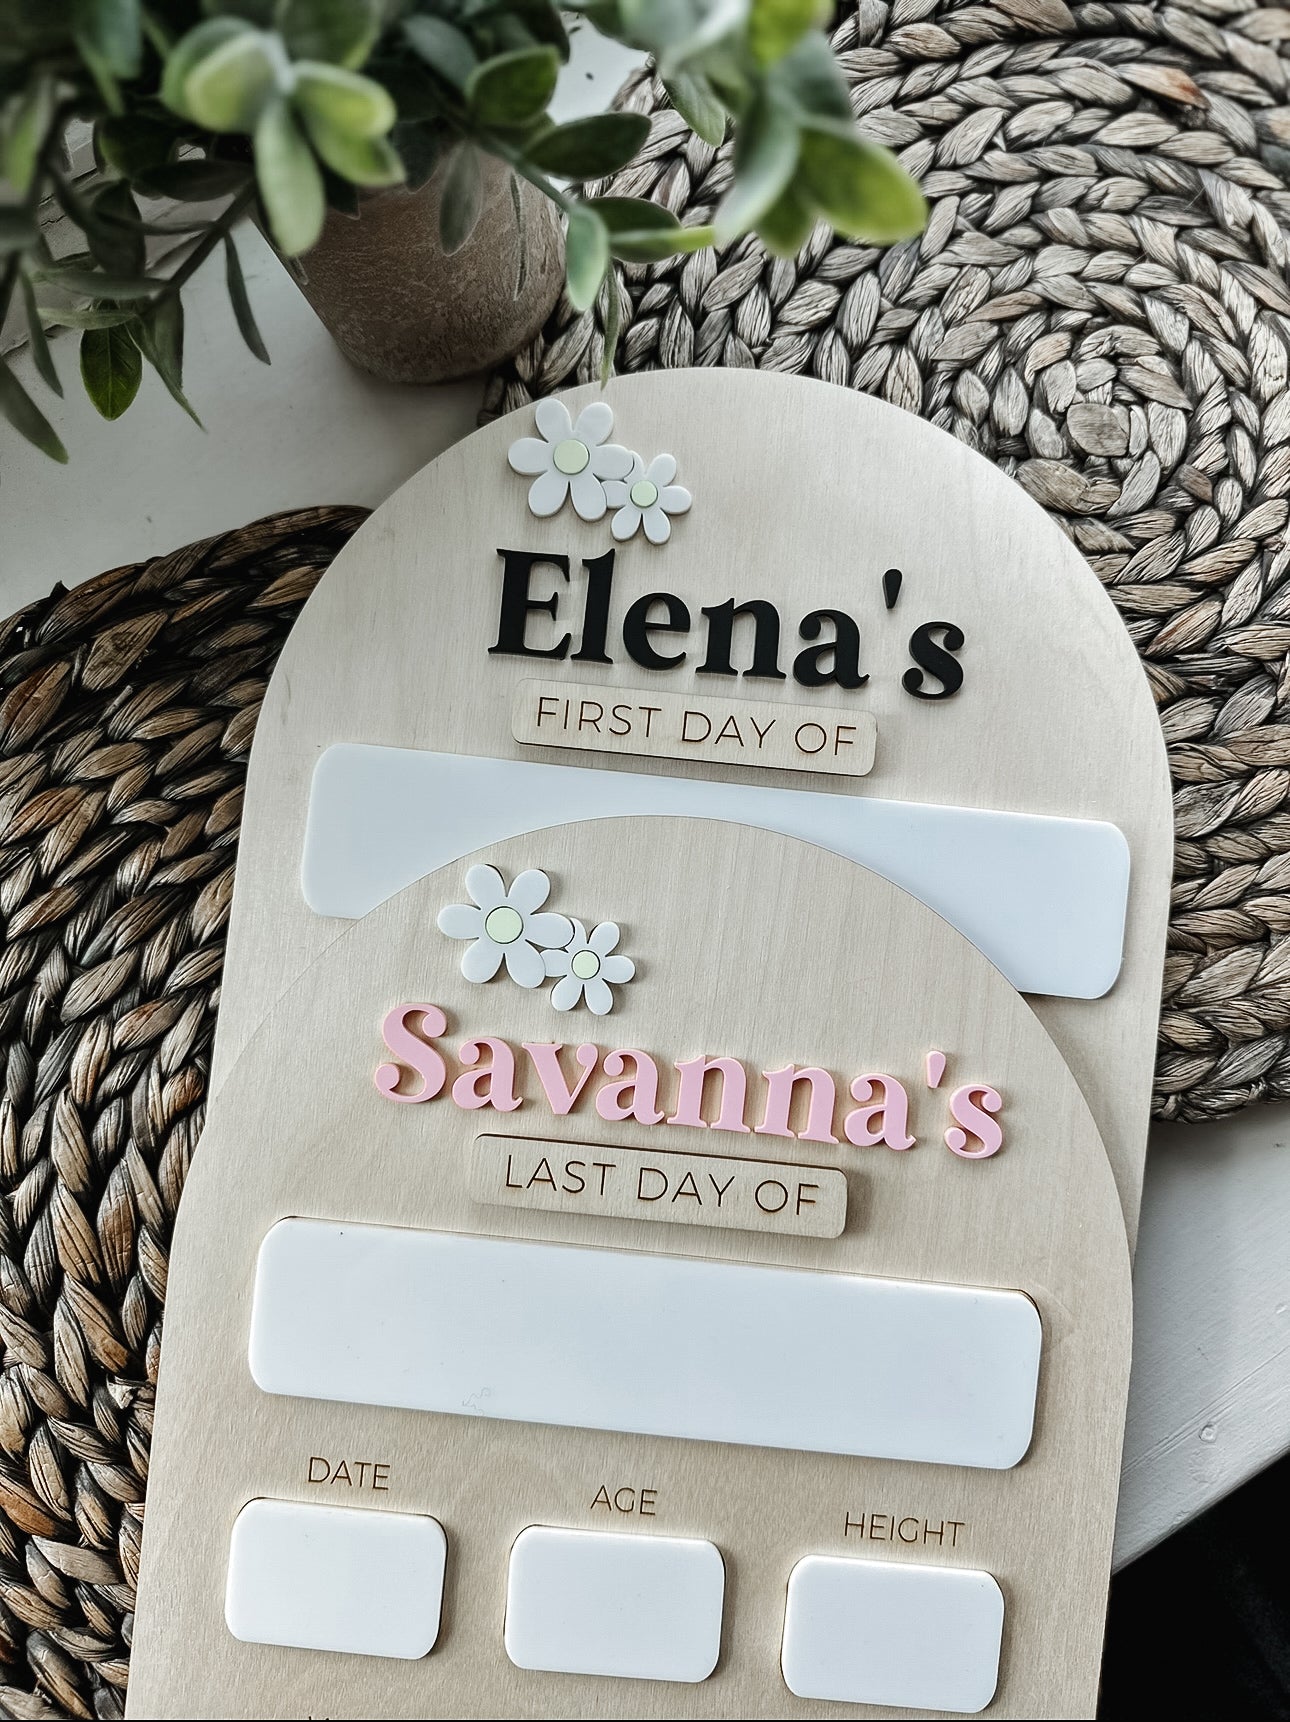 Elena's
FIRST DAY OF
Savanna's
LAST DAY OF
DATE
AGE
HEIGHT